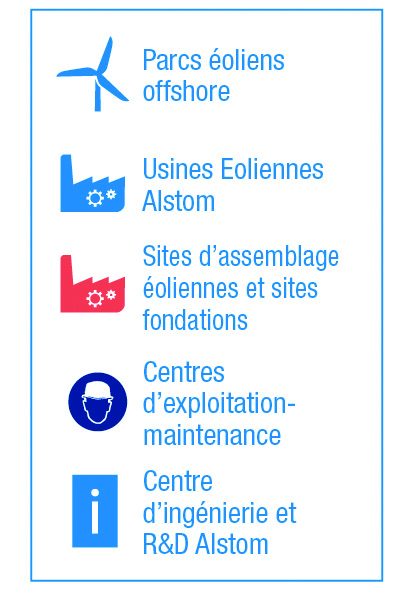 Parcs éoliens
offshore
Usines Eoliennes
Alstom
Sites d'assemblage
éoliennes et sites
fondations
Centres
d'exploitation-
maintenance
i
Centre
d'ingénierie et
R&D Alstom